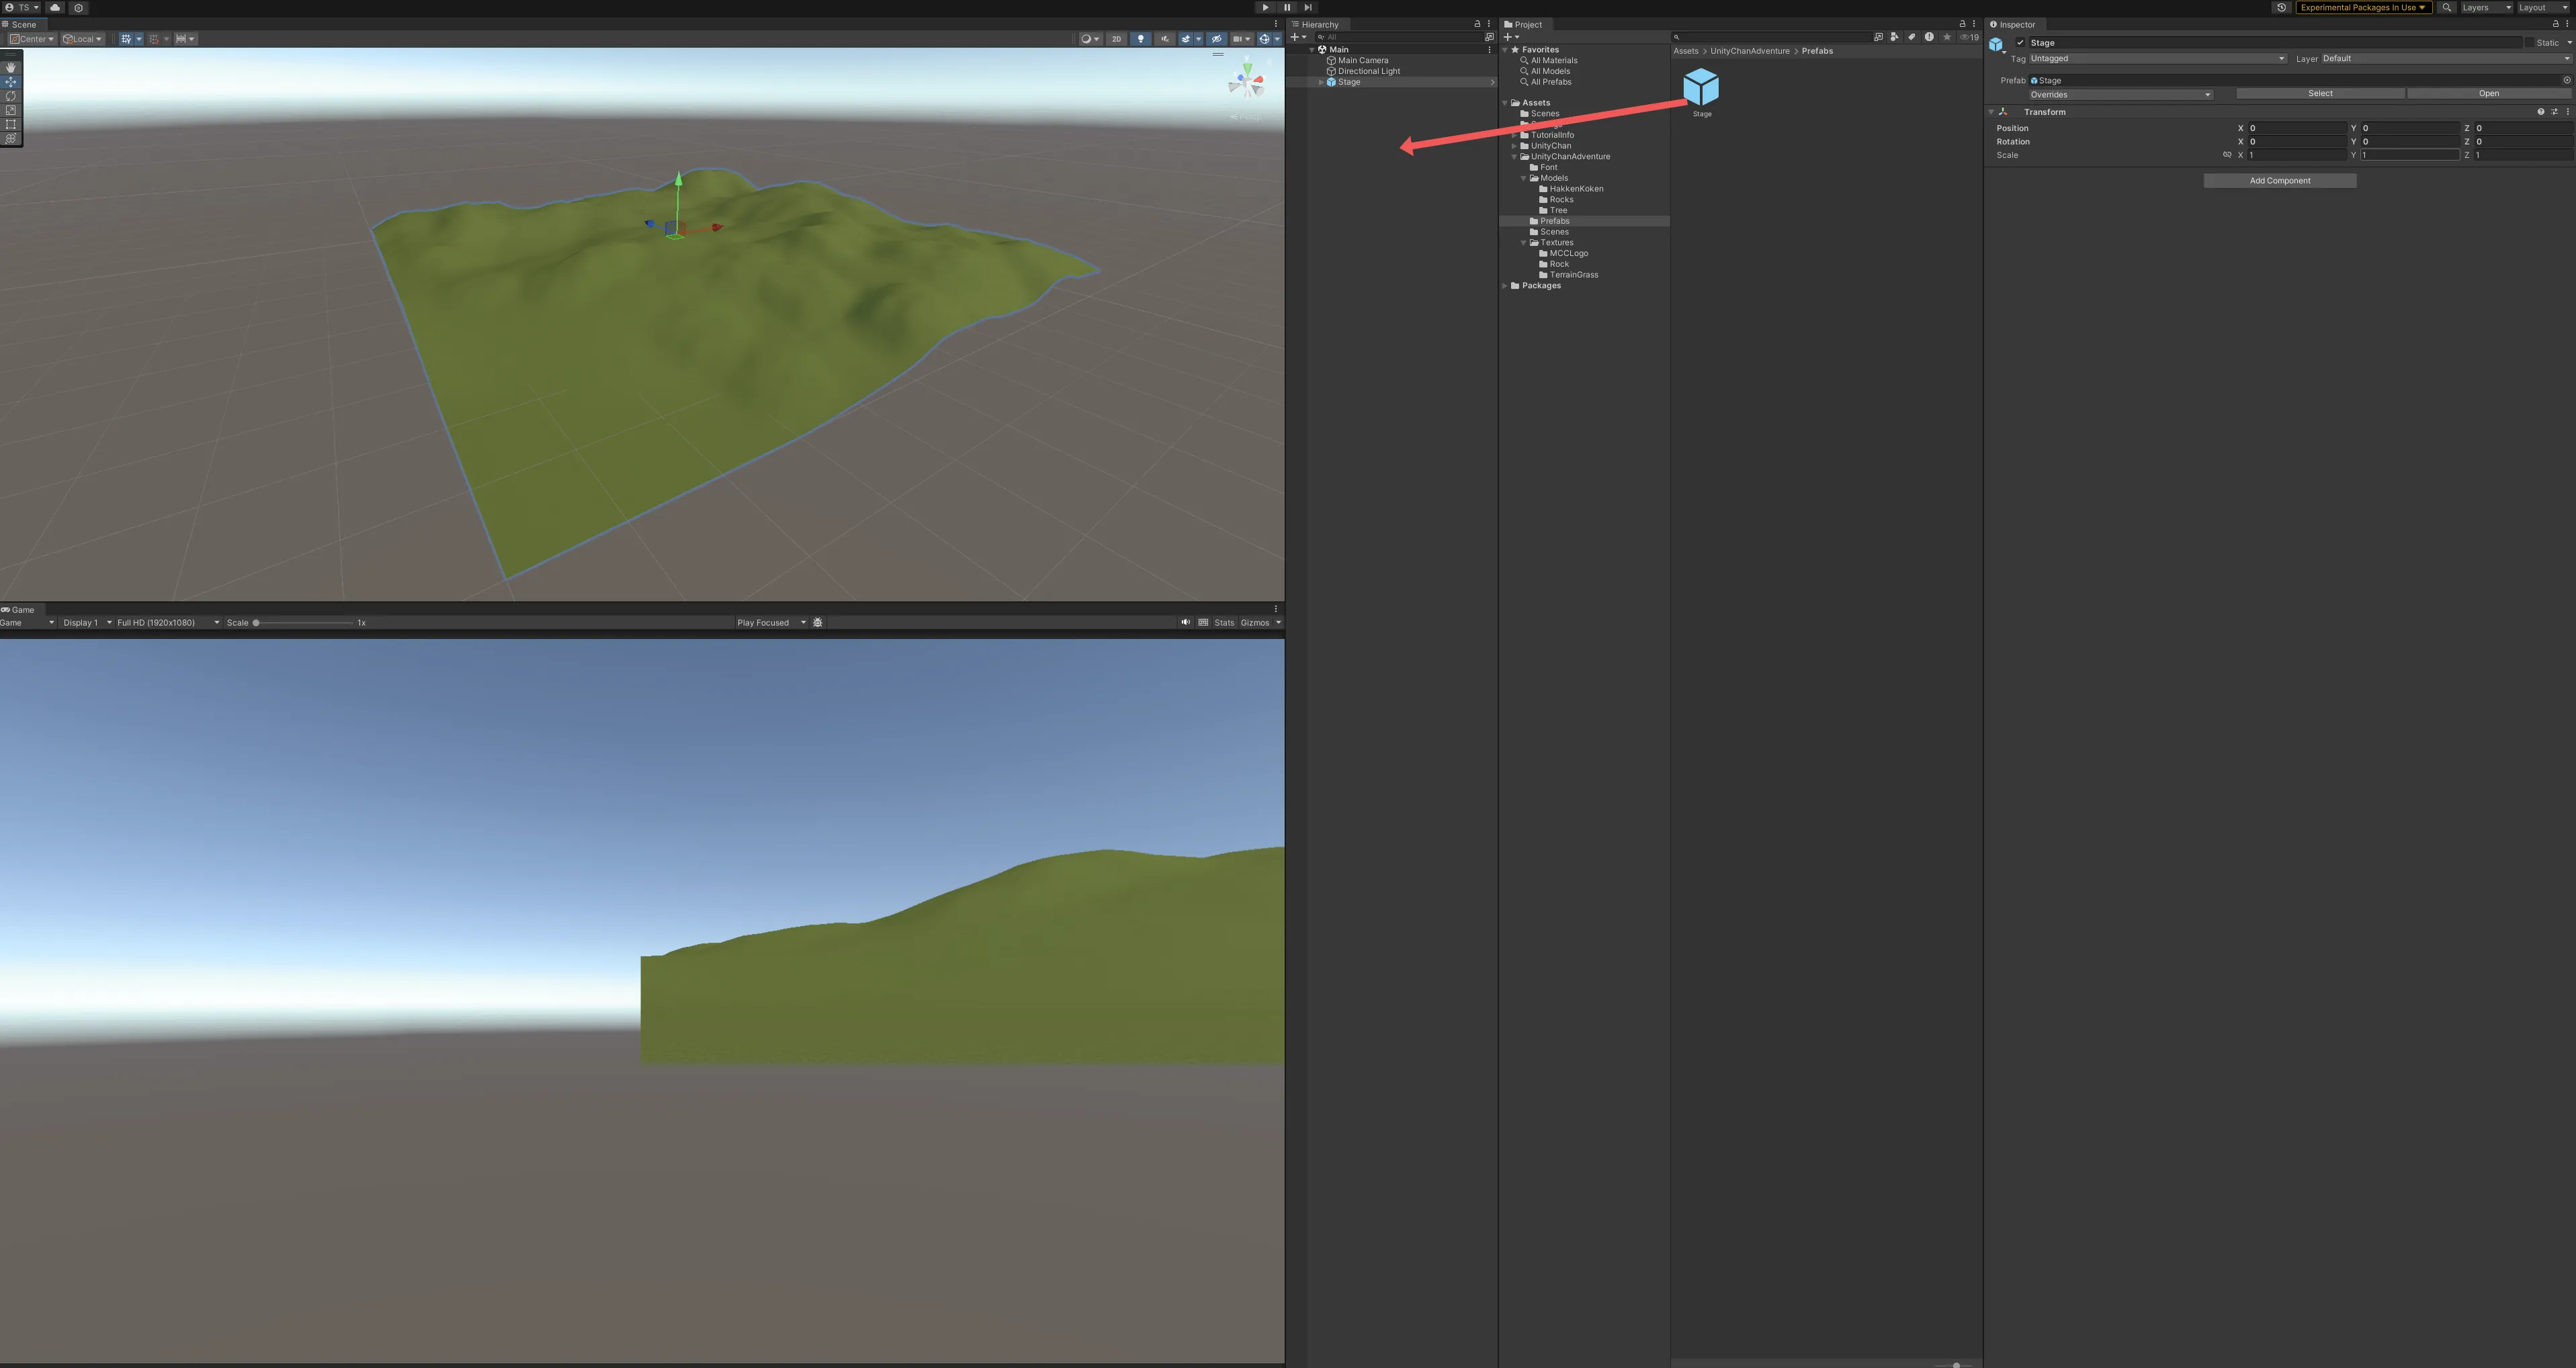 TS
Experimental Packages In Use
Layers
Layout
Scene
Center
Local
2D
Hierarchy
All
Main
Main Camera
Directional Light
Stage
Project
19
Favorites
All Materials
All Models
All Prefabs
Assets
Scenes
TutorialInfo
UnityChan
UnityChanAdventure
Font
Models
HakkenKoken
Rocks
Tree
Prefabs
Scenes
Textures
MCCLogo
Rock
TerrainGrass
Packages
Assets > UnityChanAdventure > Prefabs
Stage
Inspector
Stage
Static
Tag Untagged Layer Default
Prefab Stage
Overrides Select Open
Transform
Position X 0 Y 0 Z 0
Rotation X 0 Y 0 Z 0
Scale X 1 Y 1 Z 1
Add Component
Game
Game Display 1 Full HD (1920x1080) Scale 1x Play Focused Stats Gizmos